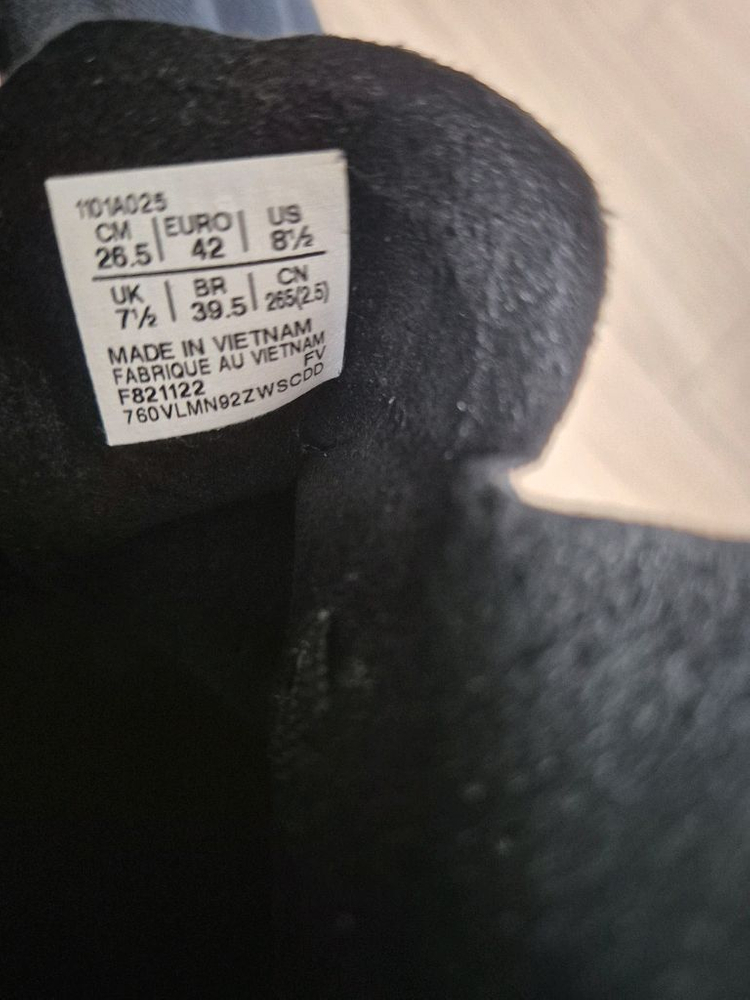 1101A025
CM | EURO | US
26.5 | 42 | 8½
UK | BR | CN
7½ | 39.5 | 265(2.5)
MADE IN VIETNAM
FABRIQUE AU VIETNAM
F821122 FV
760VLMN92ZWSCDD